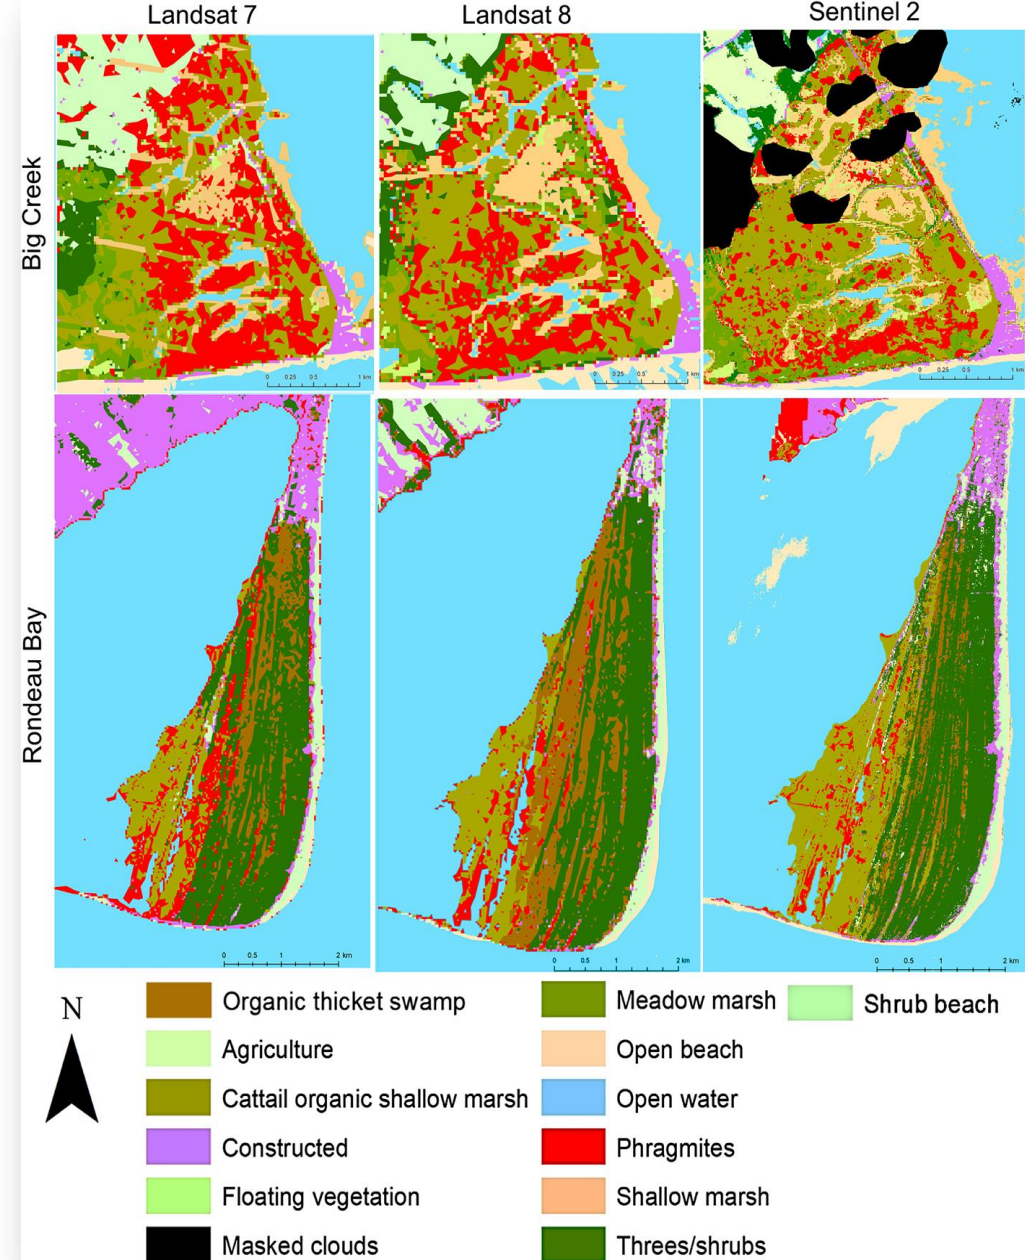 Landsat 7
Landsat 8
Sentinel 2
Big Creek
0 0.25 0.5 1 km
0 0.25 0.5 1 km
0 0.25 0.5 1 km
Rondeau Bay
0 0.5 1 2 km
0 0.5 1 2 km
0 0.5 1 2 km
N
Organic thicket swamp
Meadow marsh
Shrub beach
Agriculture
Open beach
Cattail organic shallow marsh
Open water
Constructed
Phragmites
Floating vegetation
Shallow marsh
Masked clouds
Threes/shrubs